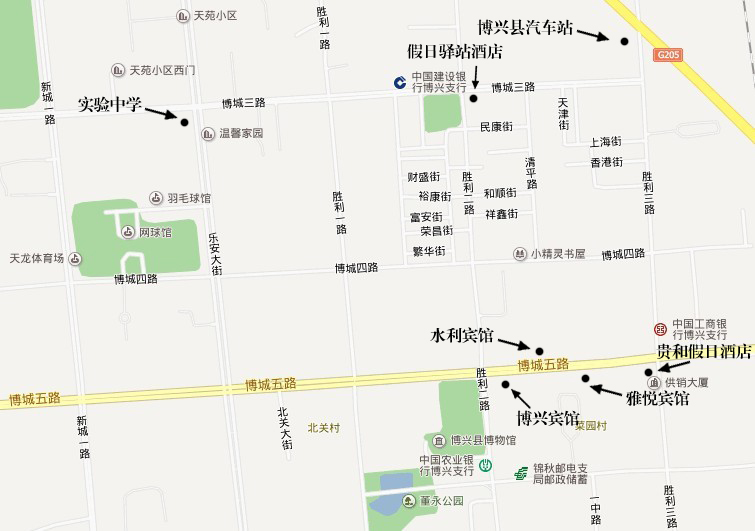 天苑小区
胜利一路
博兴县汽车站
G205
假日驿站酒店
天苑小区西门
中国建设银
行博兴支行
新城一路
实验中学
博城三路
博城三路
天津街
温馨家园
民康街
上海街
香港街
清平路
财盛街
胜利二路
胜利三路
裕康街
和顺街
羽毛球馆
胜利一路
富安街
祥鑫街
荣昌街
网球馆
乐安大街
繁华街
小精灵书屋
博城四路
天龙体育场
博城四路
博城四路
水利宾馆
中国工商银
行博兴支行
贵和假日酒店
博城五路
供销大厦
博城五路
博城五路
胜利二路
雅悦宾馆
博兴宾馆
北关大街
新城一路
北关村
菜园村
博兴县博物馆
中国农业银
行博兴支行
锦秋邮电支
局邮政储蓄
董永公园
一中路
胜利三路